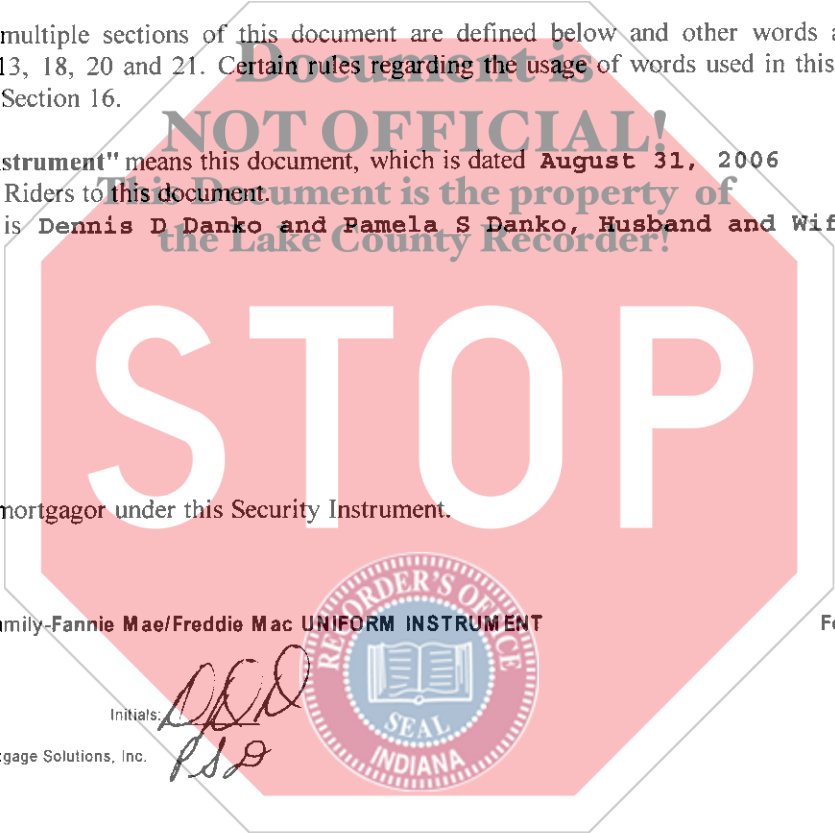 multiple sections of this document are defined below and other words
Document is
13, 18, 20 and 21. Certain rules regarding the usage of words used in this
Section 16.
NOT OFFICIAL!
strument" means this document, which is dated August 31, 2006
Riders to this document.
This Document is the property of
is Dennis D Danko and Pamela S Danko, Husband and Wif
the Lake County Recorder!
STOP
mortgagor under this Security Instrument.
mily-Fannie Mae/Freddie Mac UNIFORM INSTRUMENT
RECORDER'S OFFICE
SEAL
INDIANA
Initials: DDD
gage Solutions, Inc. PSD